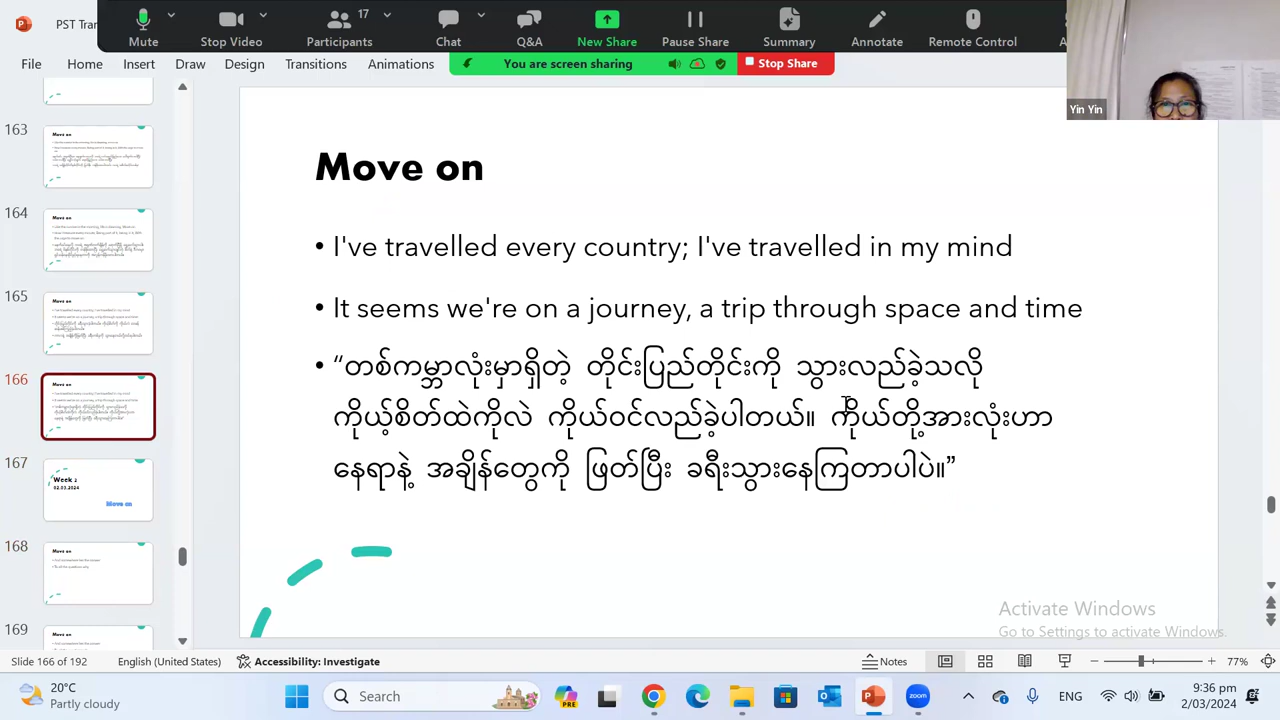 PST Tran
17
Mute
Stop Video
Participants
Chat
Q&A
New Share
Pause Share
Summary
Annotate
Remote Control
File
Home
Insert
Draw
Design
Transitions
Animations
You are screen sharing
Stop Share
Yin Yin
163
Move on
164
Move on
165
Move on
166
Move on
167
02.03.2024
Move on
168
Move on
169
Move on
Move on
• I've travelled every country; I've travelled in my mind
• It seems we're on a journey, a trip through space and time
• “တစ်ကမ္ဘာလုံးမှာရှိတဲ့ တိုင်းပြည်တိုင်းကို သွားလည်ခဲ့သလို
ကိုယ့်စိတ်ထဲကိုလဲ ကိုယ်ဝင်လည်ခဲ့ပါတယ်။ ကိုယ်တို့အားလုံးဟာ
နေရာနဲ့ အချိန်တွေကို ဖြတ်ပြီး ခရီးသွားနေကြတာပါပဲ။”
Activate Windows
Go to Settings to activate Windows.
Slide 166 of 192
English (United States)
Accessibility: Investigate
Notes
77%
20°C
Partly cloudy
Search
PRE
zoom
ENG
9:36 pm
2/03/2024